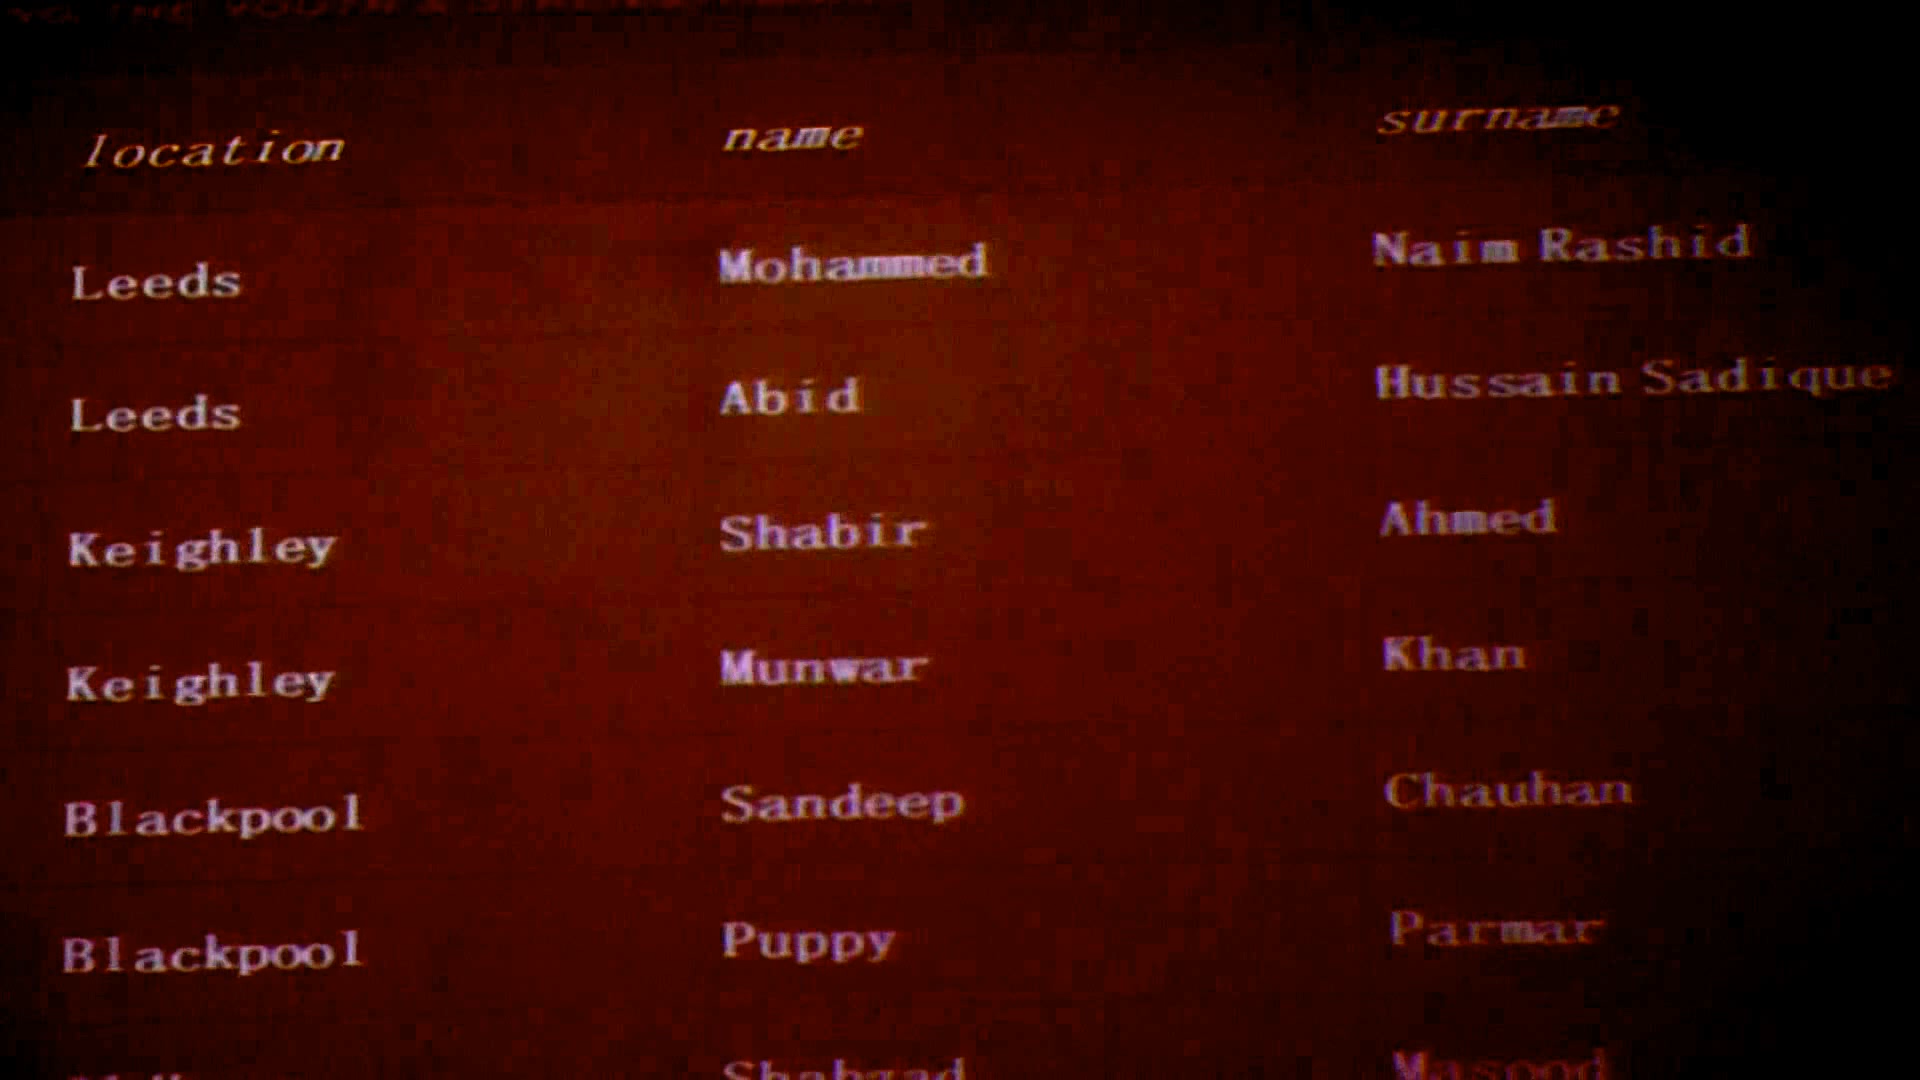 location name surname
Leeds Mohammed Naim Rashid
Leeds Abid Hussain Sadique
Keighley Shabir Ahmed
Keighley Munwar Khan
Blackpool Sandeep Chauhan
Blackpool Puppy Parmar
Masood